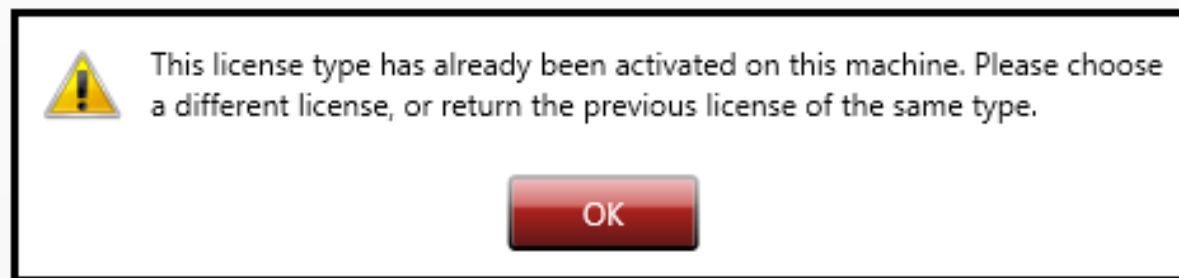 This license type has already been activated on this machine. Please choose
a different license, or return the previous license of the same type.
OK